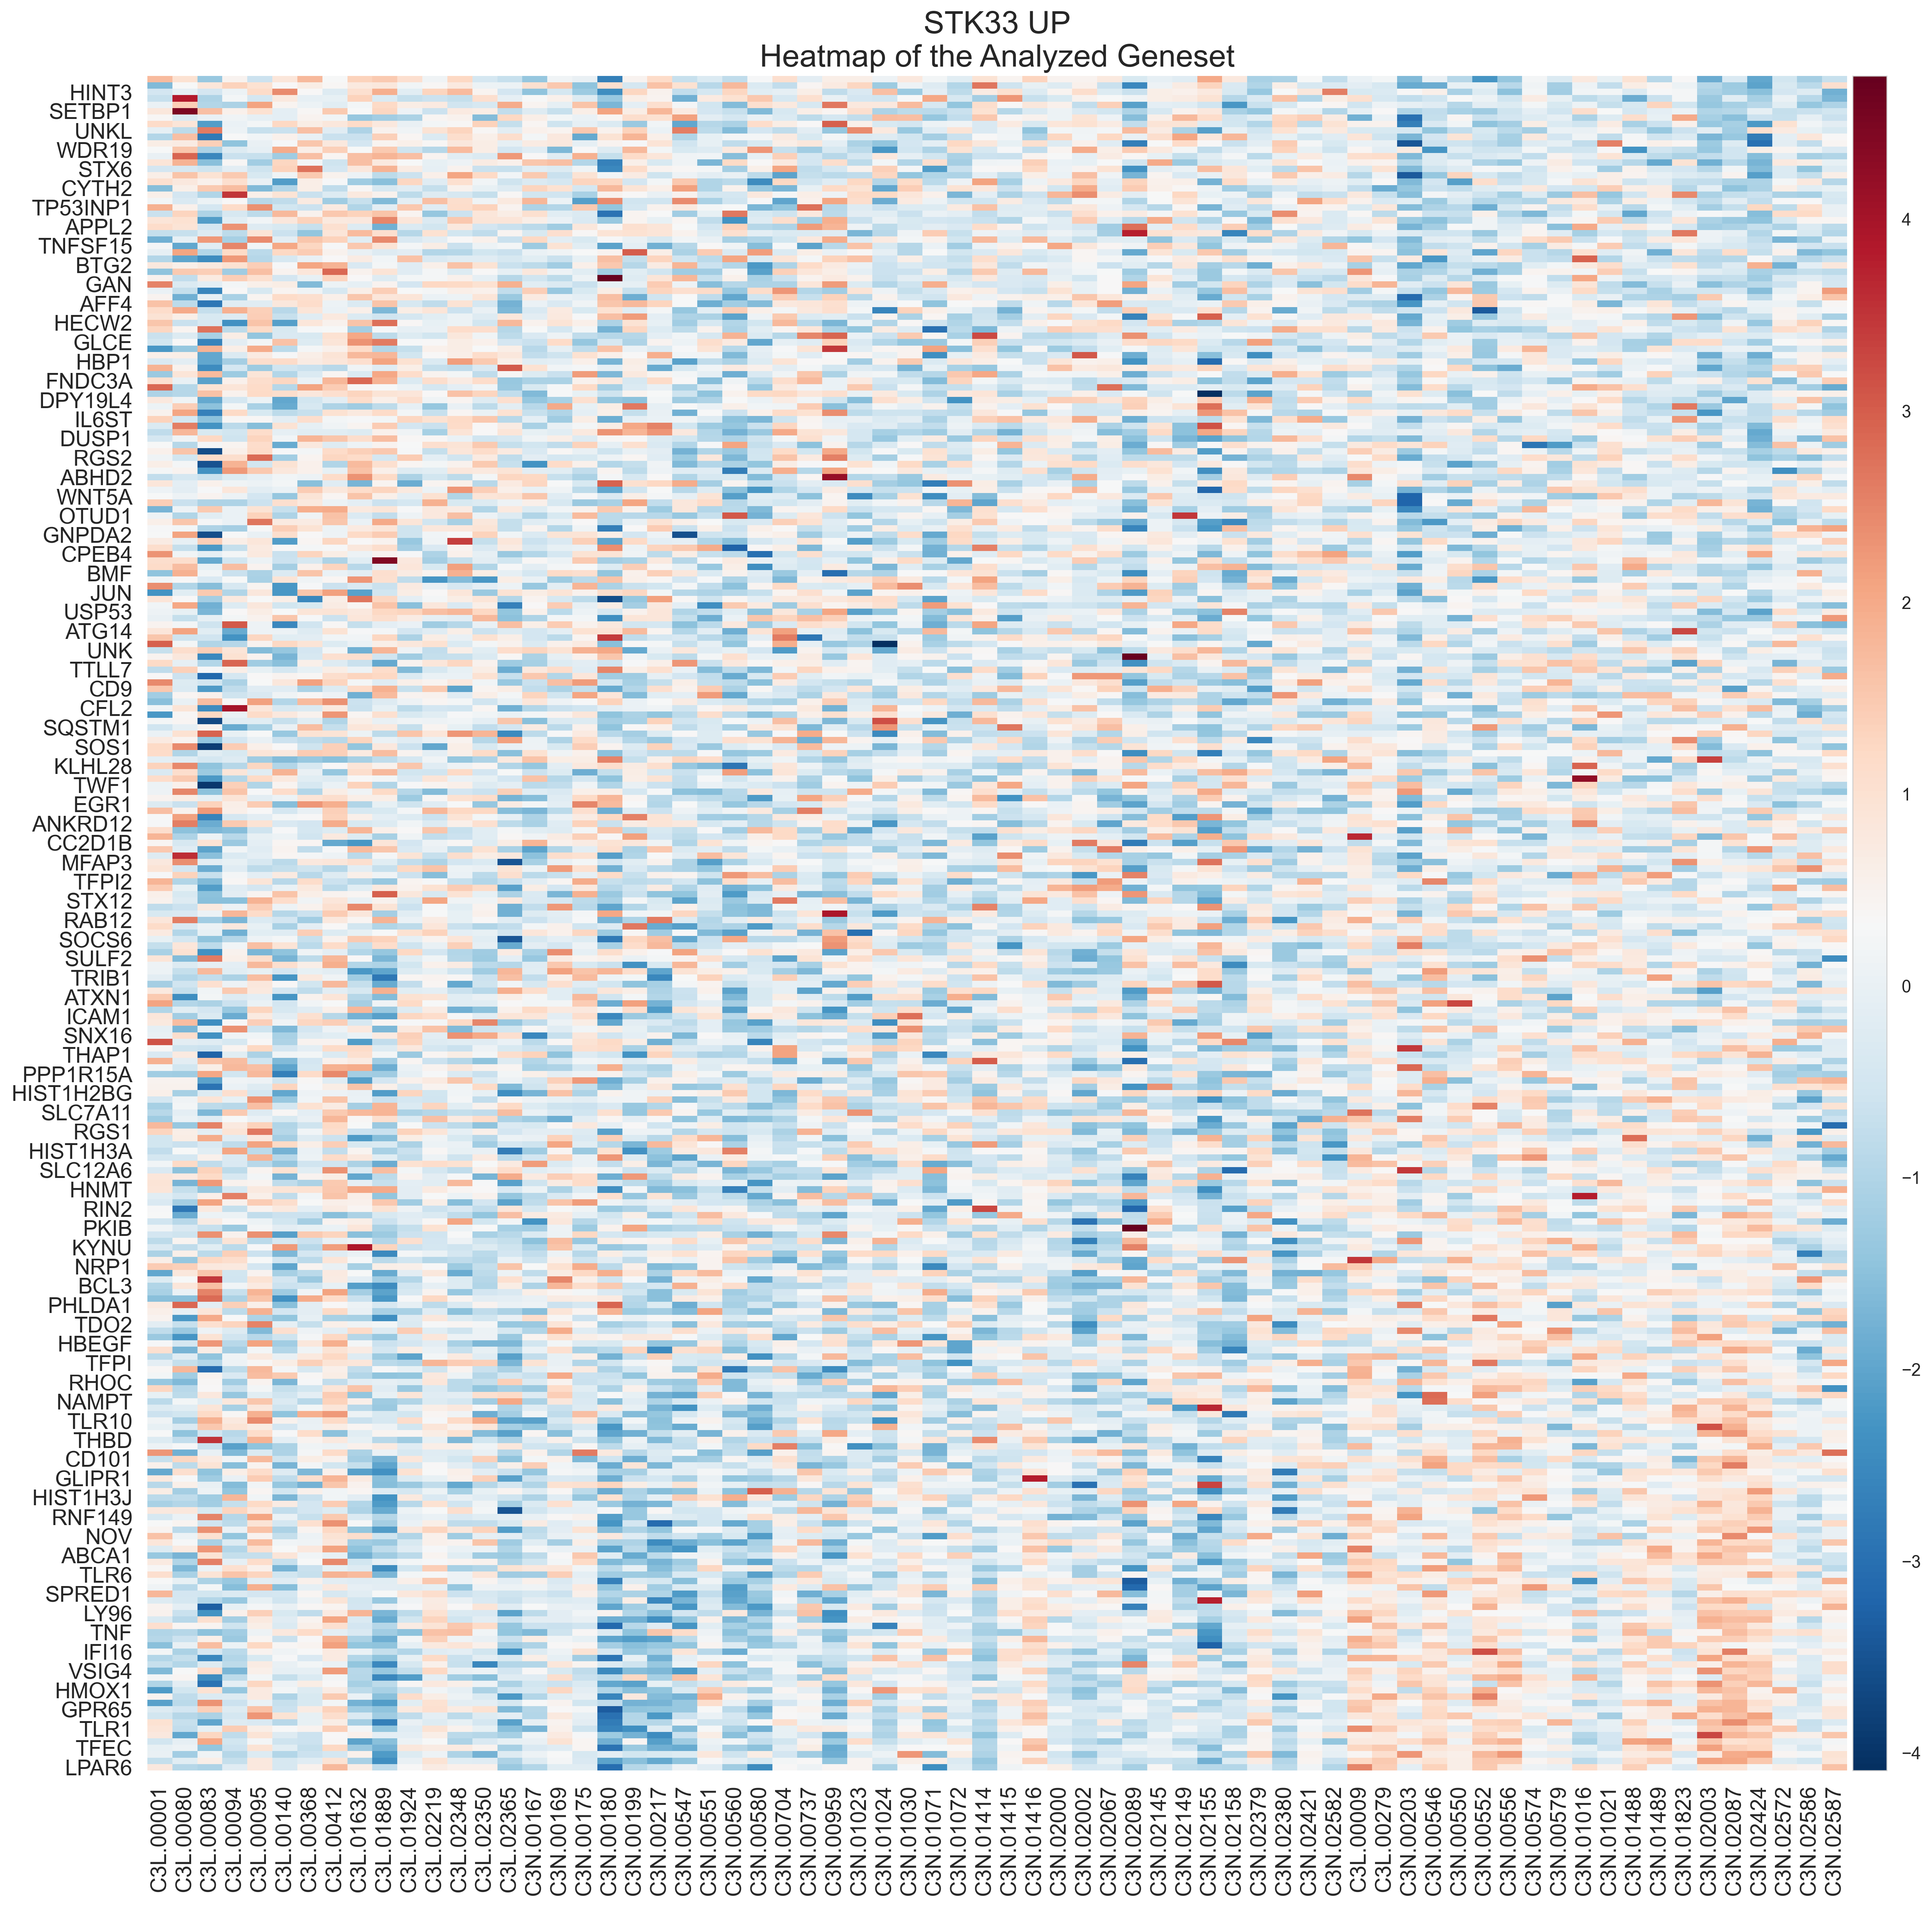 STK33 UP
Heatmap of the Analyzed Geneset
HINT3
SETBP1
UNKL
WDR19
STX6
CYTH2
TP53INP1
APPL2
TNFSF15
BTG2
GAN
AFF4
HECW2
GLCE
HBP1
FNDC3A
DPY19L4
IL6ST
DUSP1
RGS2
ABHD2
WNT5A
OTUD1
GNPDA2
CPEB4
BMF
JUN
USP53
ATG14
UNK
TTLL7
CD9
CFL2
SQSTM1
SOS1
KLHL28
TWF1
EGR1
ANKRD12
CC2D1B
MFAP3
TFPI2
STX12
RAB12
SOCS6
SULF2
TRIB1
ATXN1
ICAM1
SNX16
THAP1
PPP1R15A
HIST1H2BG
SLC7A11
RGS1
HIST1H3A
SLC12A6
HNMT
RIN2
PKIB
KYNU
NRP1
BCL3
PHLDA1
TDO2
HBEGF
TFPI
RHOC
NAMPT
TLR10
THBD
CD101
GLIPR1
HIST1H3J
RNF149
NOV
ABCA1
TLR6
SPRED1
LY96
TNF
IFI16
VSIG4
HMOX1
GPR65
TLR1
TFEC
LPAR6
4
3
2
1
0
−1
−2
−3
−4
C3L.00001
C3L.00080
C3L.00083
C3L.00094
C3L.00095
C3L.00140
C3L.00368
C3L.00412
C3L.01632
C3L.01889
C3L.01924
C3L.02219
C3L.02348
C3L.02350
C3L.02365
C3N.00167
C3N.00169
C3N.00175
C3N.00180
C3N.00199
C3N.00217
C3N.00547
C3N.00551
C3N.00560
C3N.00580
C3N.00704
C3N.00737
C3N.00959
C3N.01023
C3N.01024
C3N.01030
C3N.01071
C3N.01072
C3N.01414
C3N.01415
C3N.01416
C3N.02000
C3N.02002
C3N.02067
C3N.02089
C3N.02145
C3N.02149
C3N.02155
C3N.02158
C3N.02379
C3N.02380
C3N.02421
C3N.02582
C3L.00009
C3L.00279
C3N.00203
C3N.00546
C3N.00550
C3N.00552
C3N.00556
C3N.00574
C3N.00579
C3N.01016
C3N.01021
C3N.01488
C3N.01489
C3N.01823
C3N.02003
C3N.02087
C3N.02424
C3N.02572
C3N.02586
C3N.02587